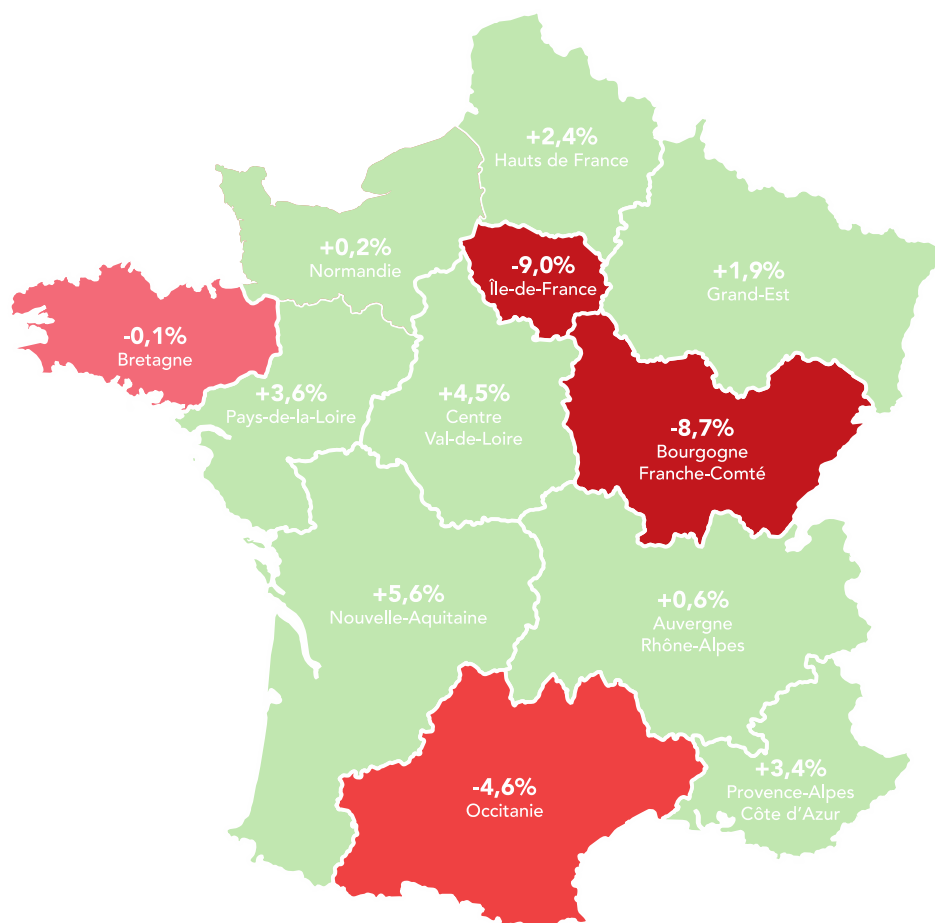 +2,4%
Hauts de France
+0,2%
Normandie
-9,0%
Île-de-France
+1,9%
Grand-Est
-0,1%
Bretagne
+3,6%
Pays-de-la-Loire
+4,5%
Centre
Val-de-Loire
-8,7%
Bourgogne
Franche-Comté
+5,6%
Nouvelle-Aquitaine
+0,6%
Auvergne
Rhône-Alpes
-4,6%
Occitanie
+3,4%
Provence-Alpes
Côte d'Azur